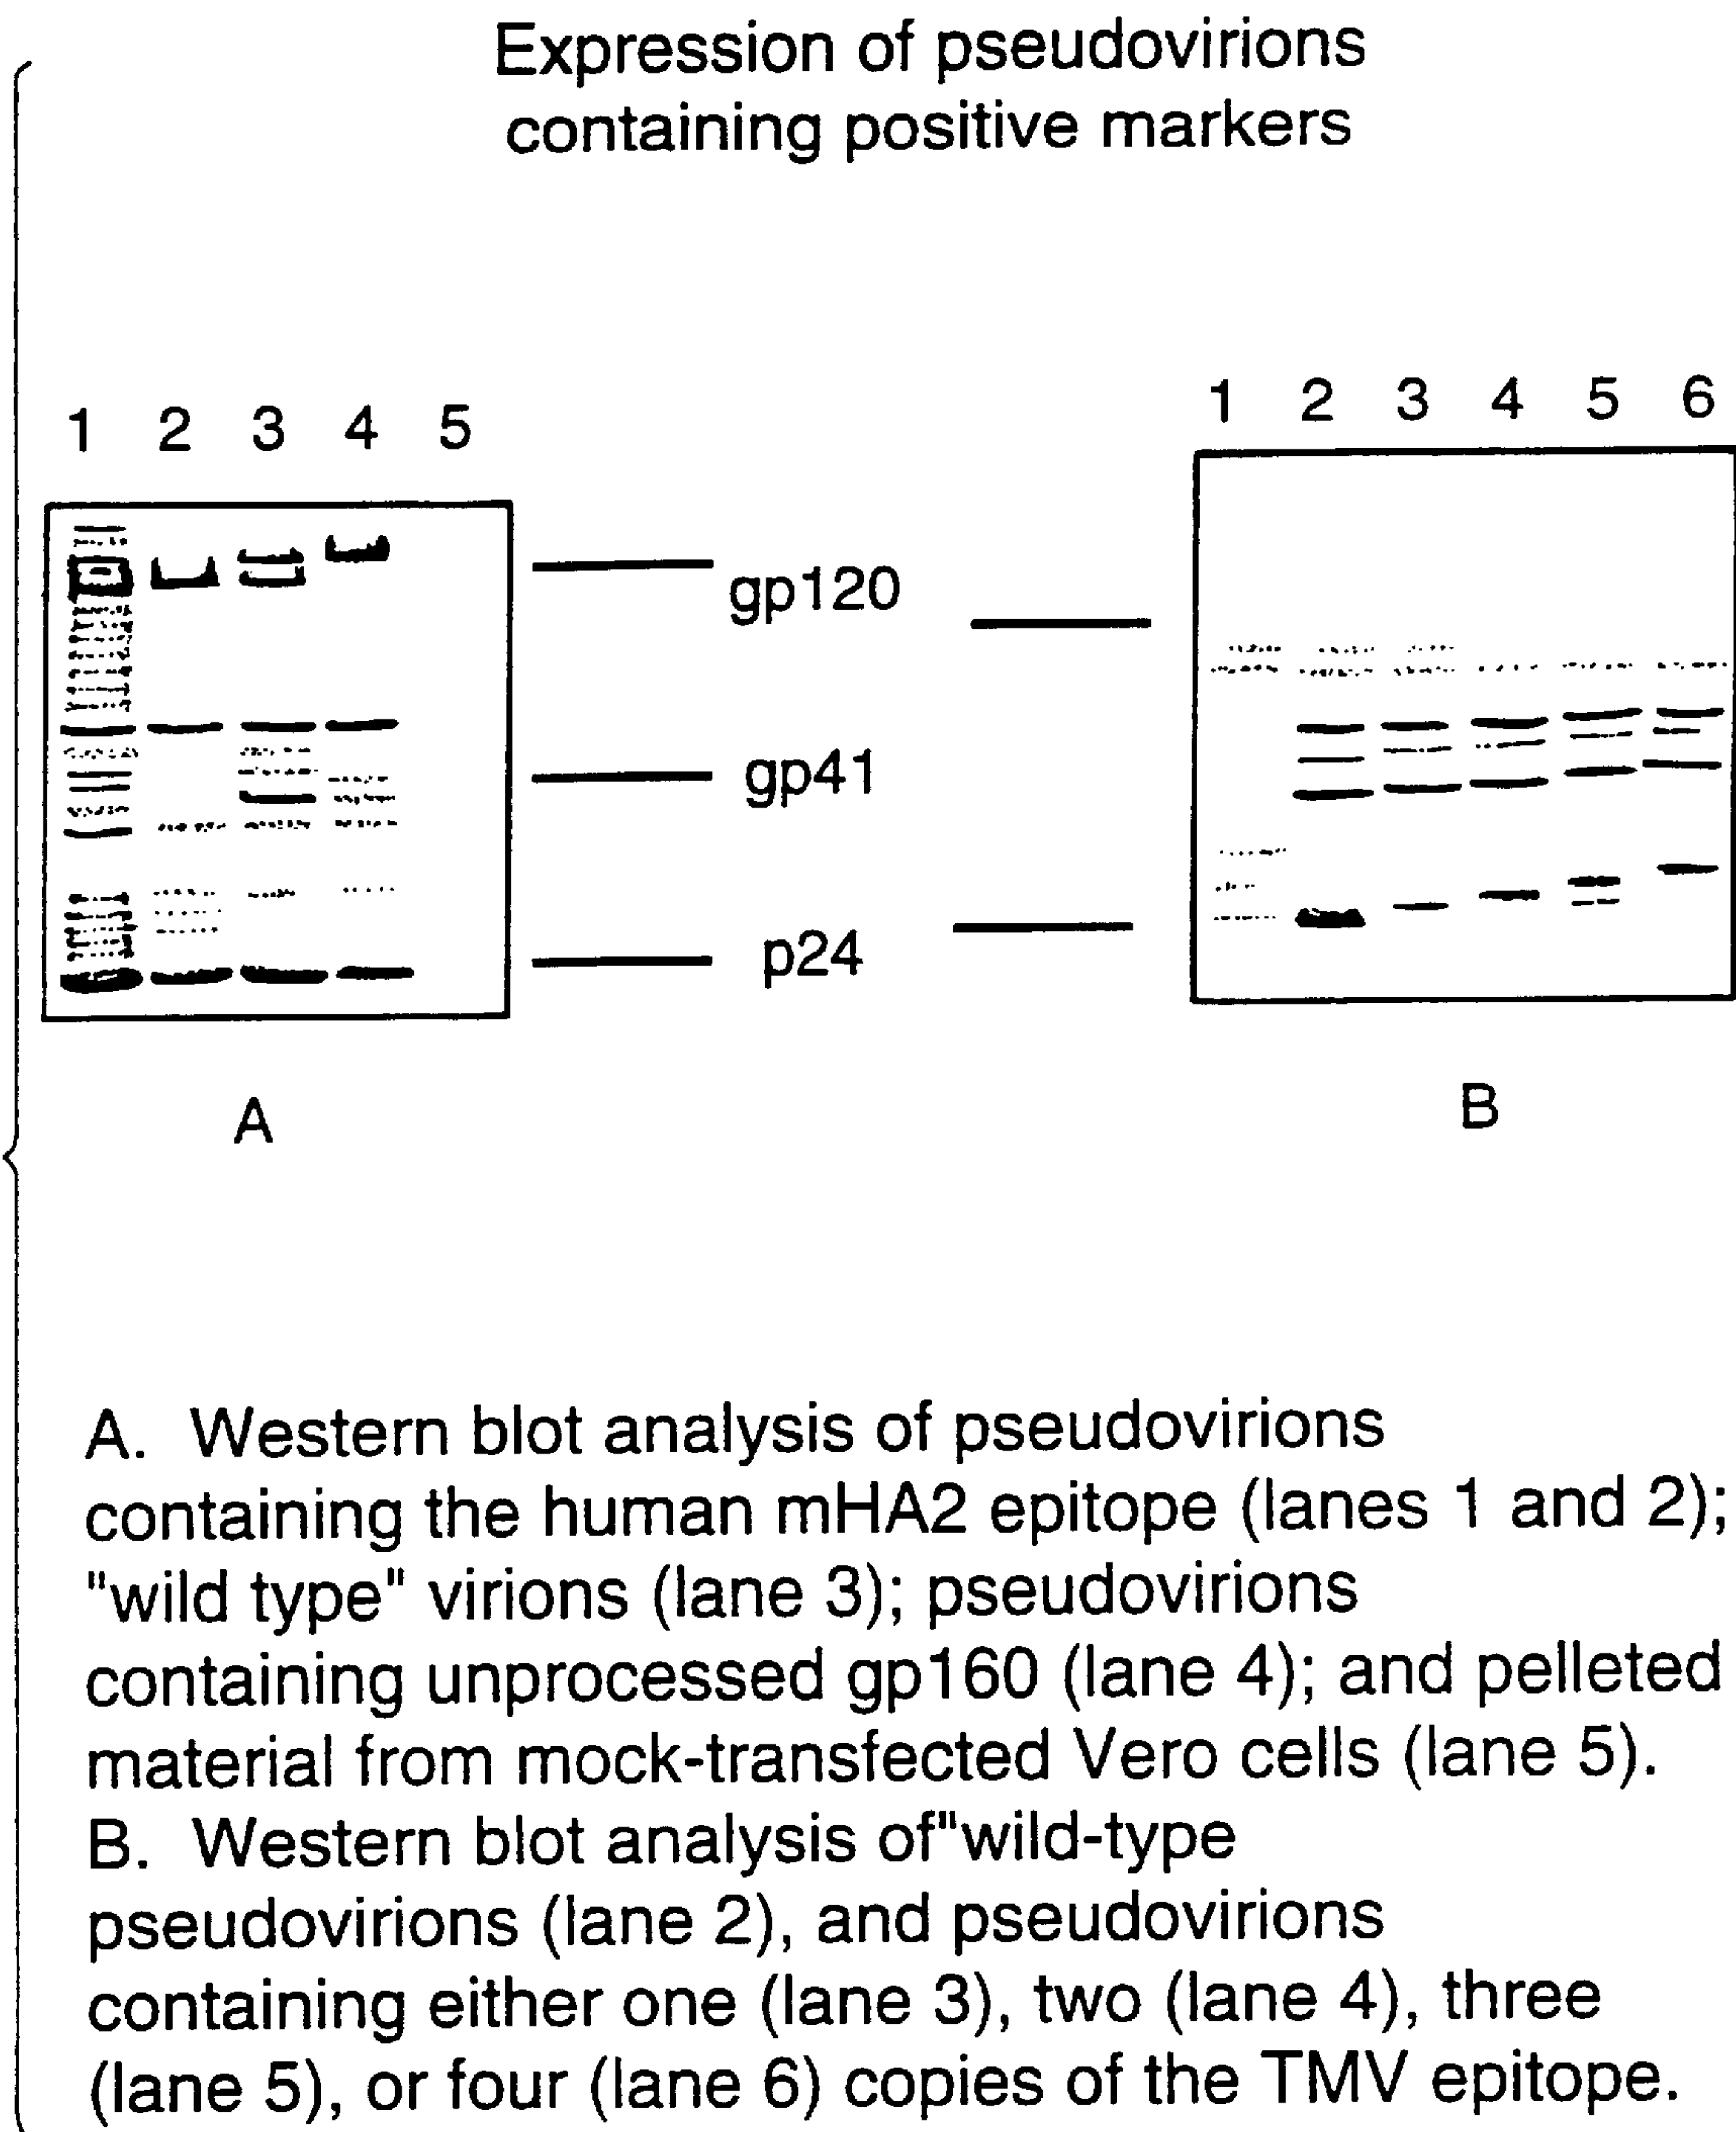 Expression of pseudovirions
containing positive markers
1 2 3 4 5
1 2 3 4 5 6
gp120
gp41
p24
A
B
A. Western blot analysis of pseudovirions
containing the human mHA2 epitope (lanes 1 and 2);
"wild type" virions (lane 3); pseudovirions
containing unprocessed gp160 (lane 4); and pelleted
material from mock-transfected Vero cells (lane 5).
B. Western blot analysis of"wild-type
pseudovirions (lane 2), and pseudovirions
containing either one (lane 3), two (lane 4), three
(lane 5), or four (lane 6) copies of the TMV epitope.